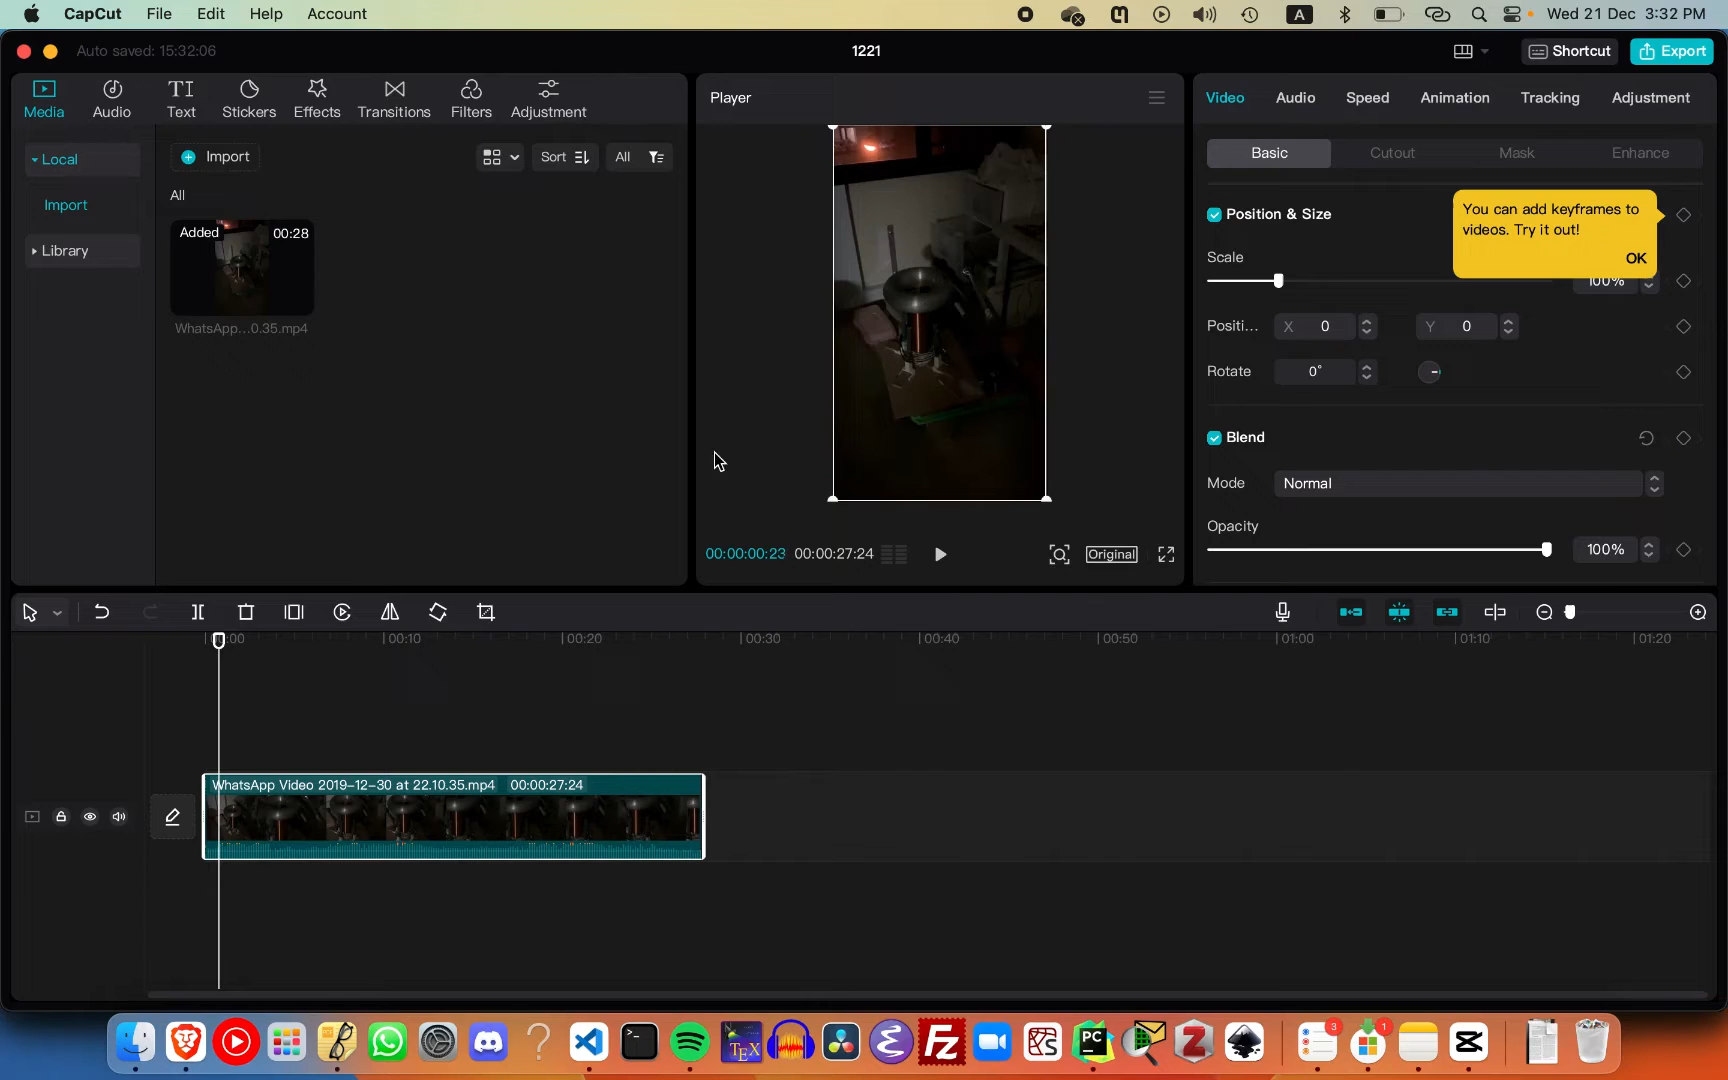 CapCut File Edit Help Account
A
Wed 21 Dec 3:32 PM
Auto saved: 15:32:06
1221
Shortcut
Export
Media
Audio
TI
Text
Stickers
Effects
Transitions
Filters
Adjustment
Local
Import
Library
Import
Sort
All
All
Added 00:28
WhatsApp...0.35.mp4
Player
00:00:00:23 00:00:27:24
Original
Video Audio Speed Animation Tracking Adjustment
Basic Cutout Mask Enhance
Position & Size
You can add keyframes to
videos. Try it out!
OK
Scale
100%
Positi... X 0 Y 0
Rotate 0°
Blend
Mode Normal
Opacity
100%
00:00 00:10 00:20 00:30 00:40 00:50 01:00 01:10 01:20
WhatsApp Video 2019-12-30 at 22.10.35.mp4 00:00:27:24
TEX
FZ
PC
Z
3
1